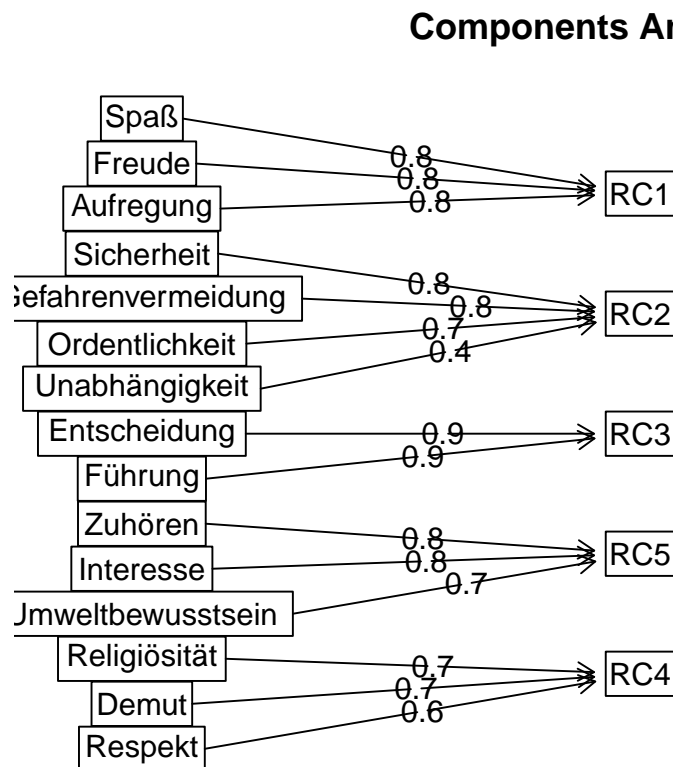 Components Ar
Spaß
Freude
Aufregung
Sicherheit
Gefahrenvermeidung
Ordentlichkeit
Unabhängigkeit
Entscheidung
Führung
Zuhören
Interesse
Umweltbewusstsein
Religiösität
Demut
Respekt
0.8
0.8
0.8
0.8
0.8
0.7
0.4
0.9
0.9
0.8
0.8
0.7
0.7
0.7
0.6
RC1
RC2
RC3
RC5
RC4